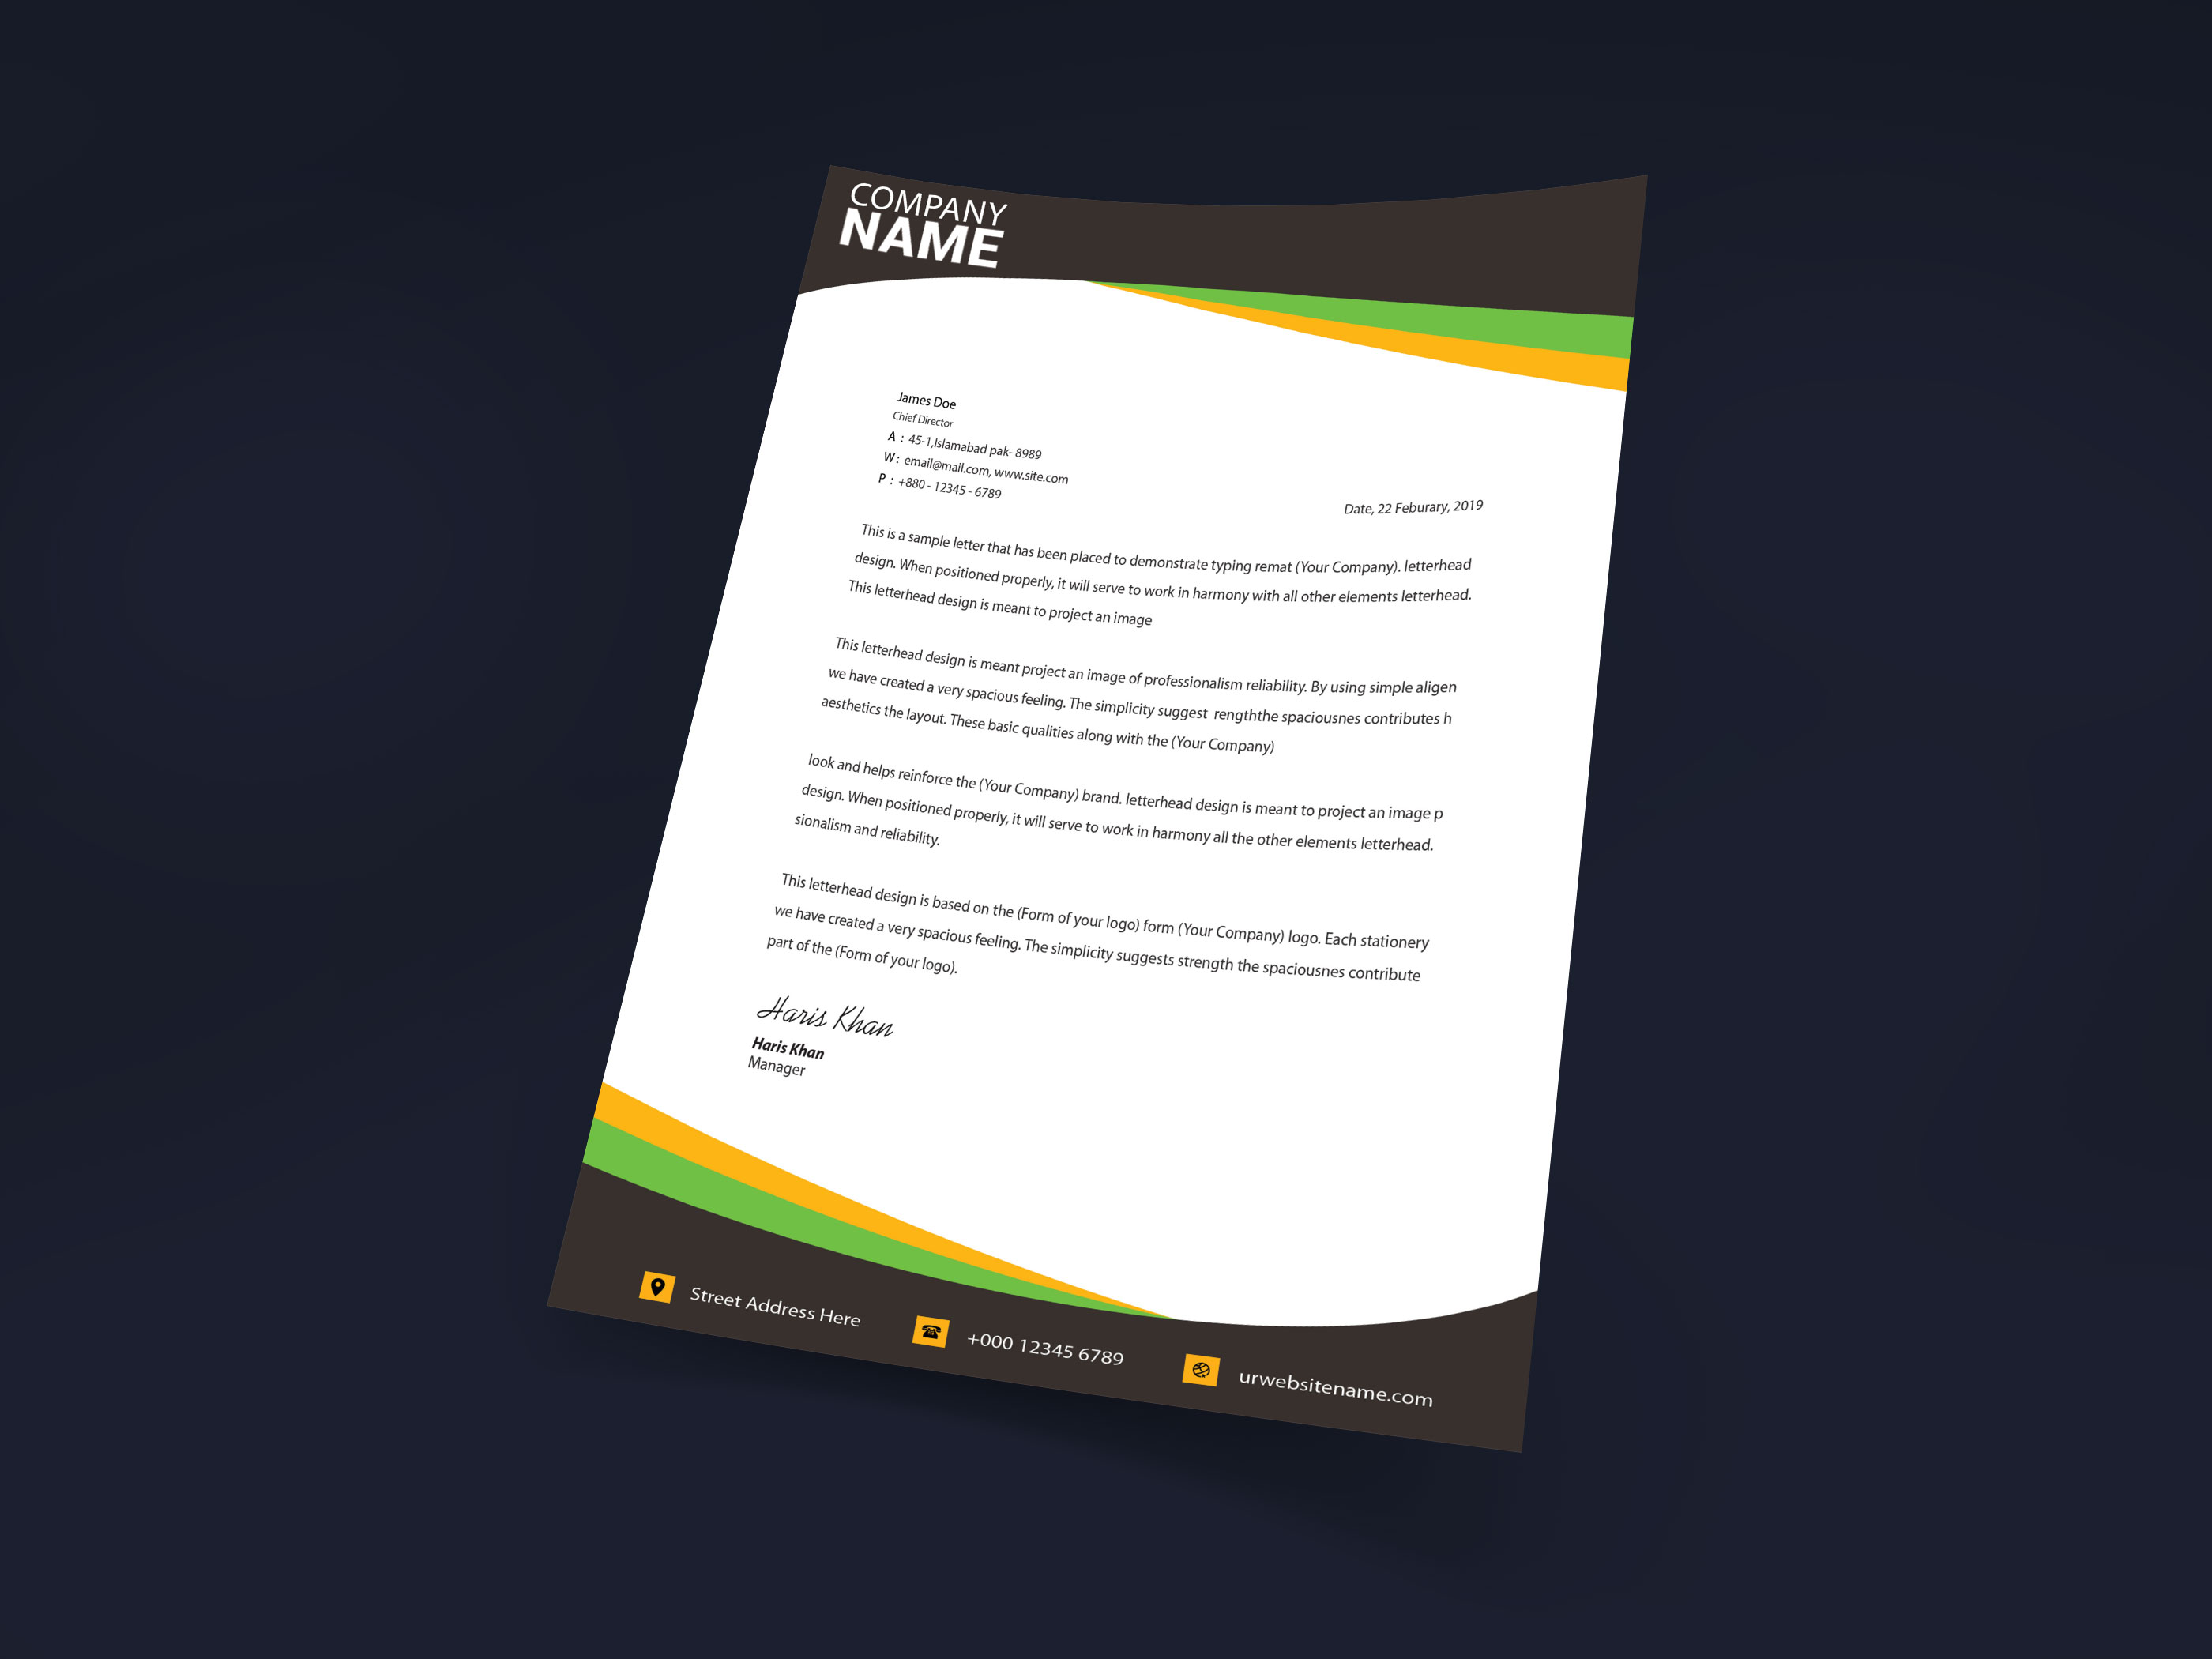 COMPANY
NAME
James Doe
Chief Director
A : 45-1,Islamabad pak- 8989
W : email@mail.com, www.site.com
P : +880 - 12345 - 6789
Date, 22 Feburary, 2019
This is a sample letter that has been placed to demonstrate typing remat (Your Company). letterhead
design. When positioned properly, it will serve to work in harmony with all other elements letterhead.
This letterhead design is meant to project an image
This letterhead design is meant project an image of professionalism reliability. By using simple aligen
we have created a very spacious feeling. The simplicity suggest rengththe spaciousnes contributes h
aesthetics the layout. These basic qualities along with the (Your Company)
look and helps reinforce the (Your Company) brand. letterhead design is meant to project an image p
design. When positioned properly, it will serve to work in harmony all the other elements letterhead.
sionalism and reliability.
This letterhead design is based on the (Form of your logo) form (Your Company) logo. Each stationery
we have created a very spacious feeling. The simplicity suggests strength the spaciousnes contribute
part of the (Form of your logo).
Haris Khan
Haris Khan
Manager
Street Address Here
+000 12345 6789
urwebsitename.com